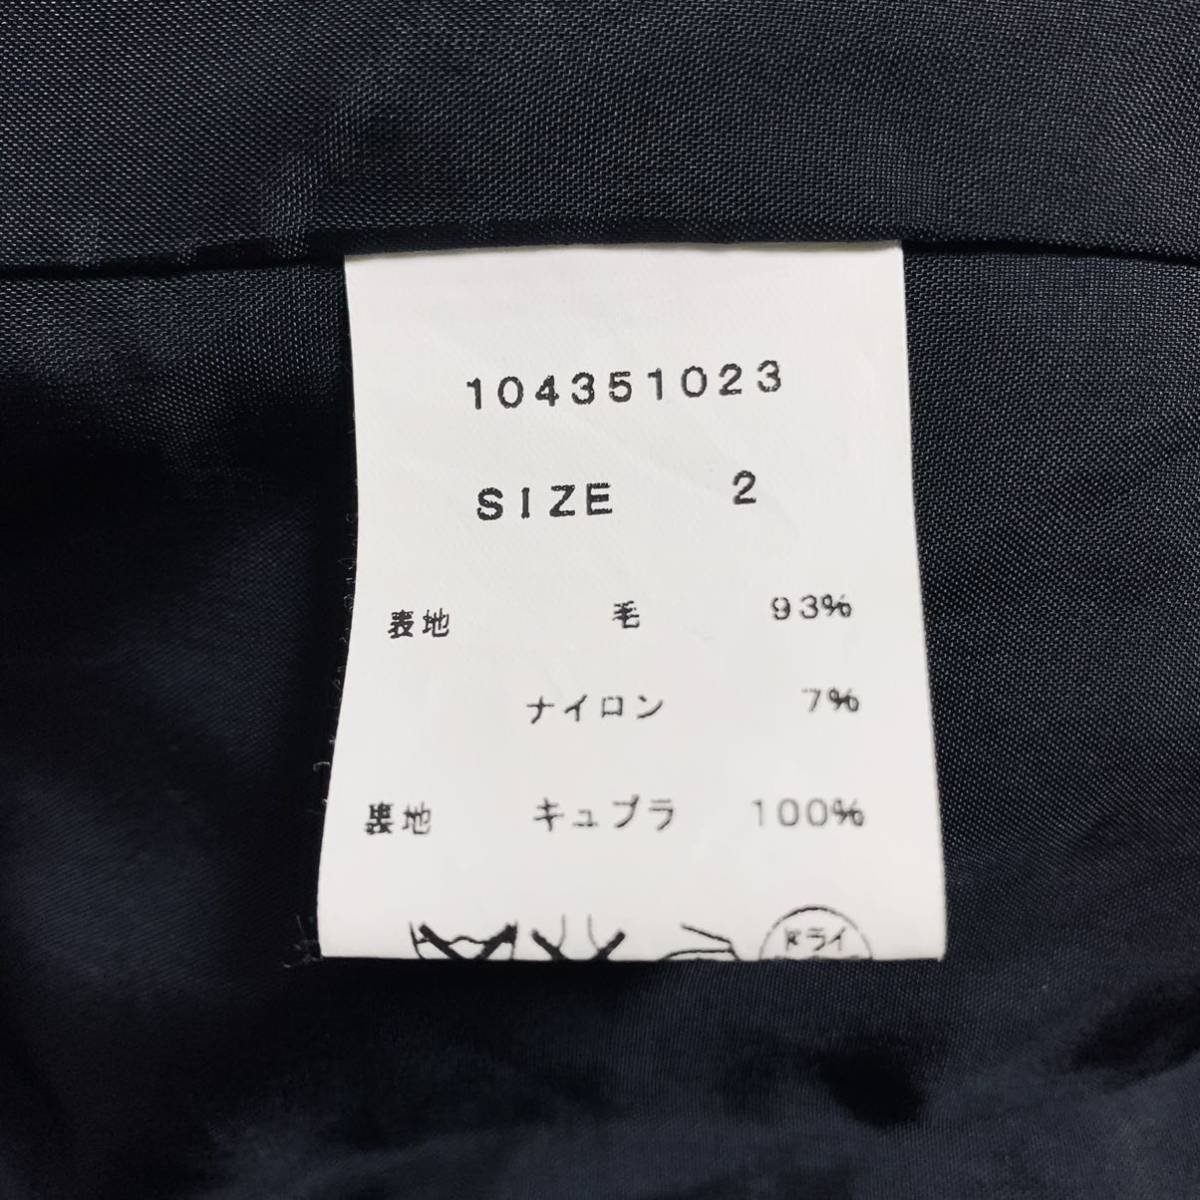 104351023
SIZE 2
表地 毛 93%
ナイロン 7%
裏地 キュプラ 100%
ドライ